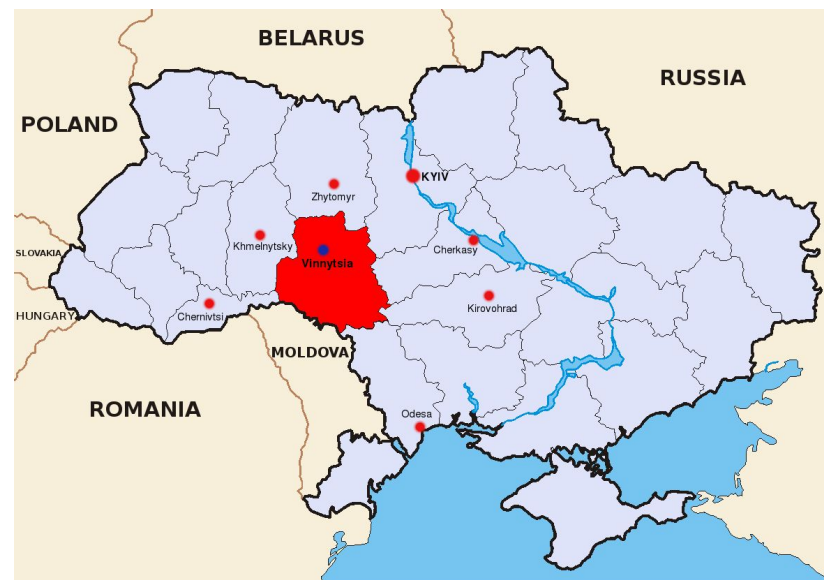 BELARUS
RUSSIA
POLAND
KYIV
Zhytomyr
Khmelnytsky
Cherkasy
SLOVAKIA
Vinnytsia
Chernivtsi
Kirovohrad
HUNGARY
MOLDOVA
ROMANIA
Odesa